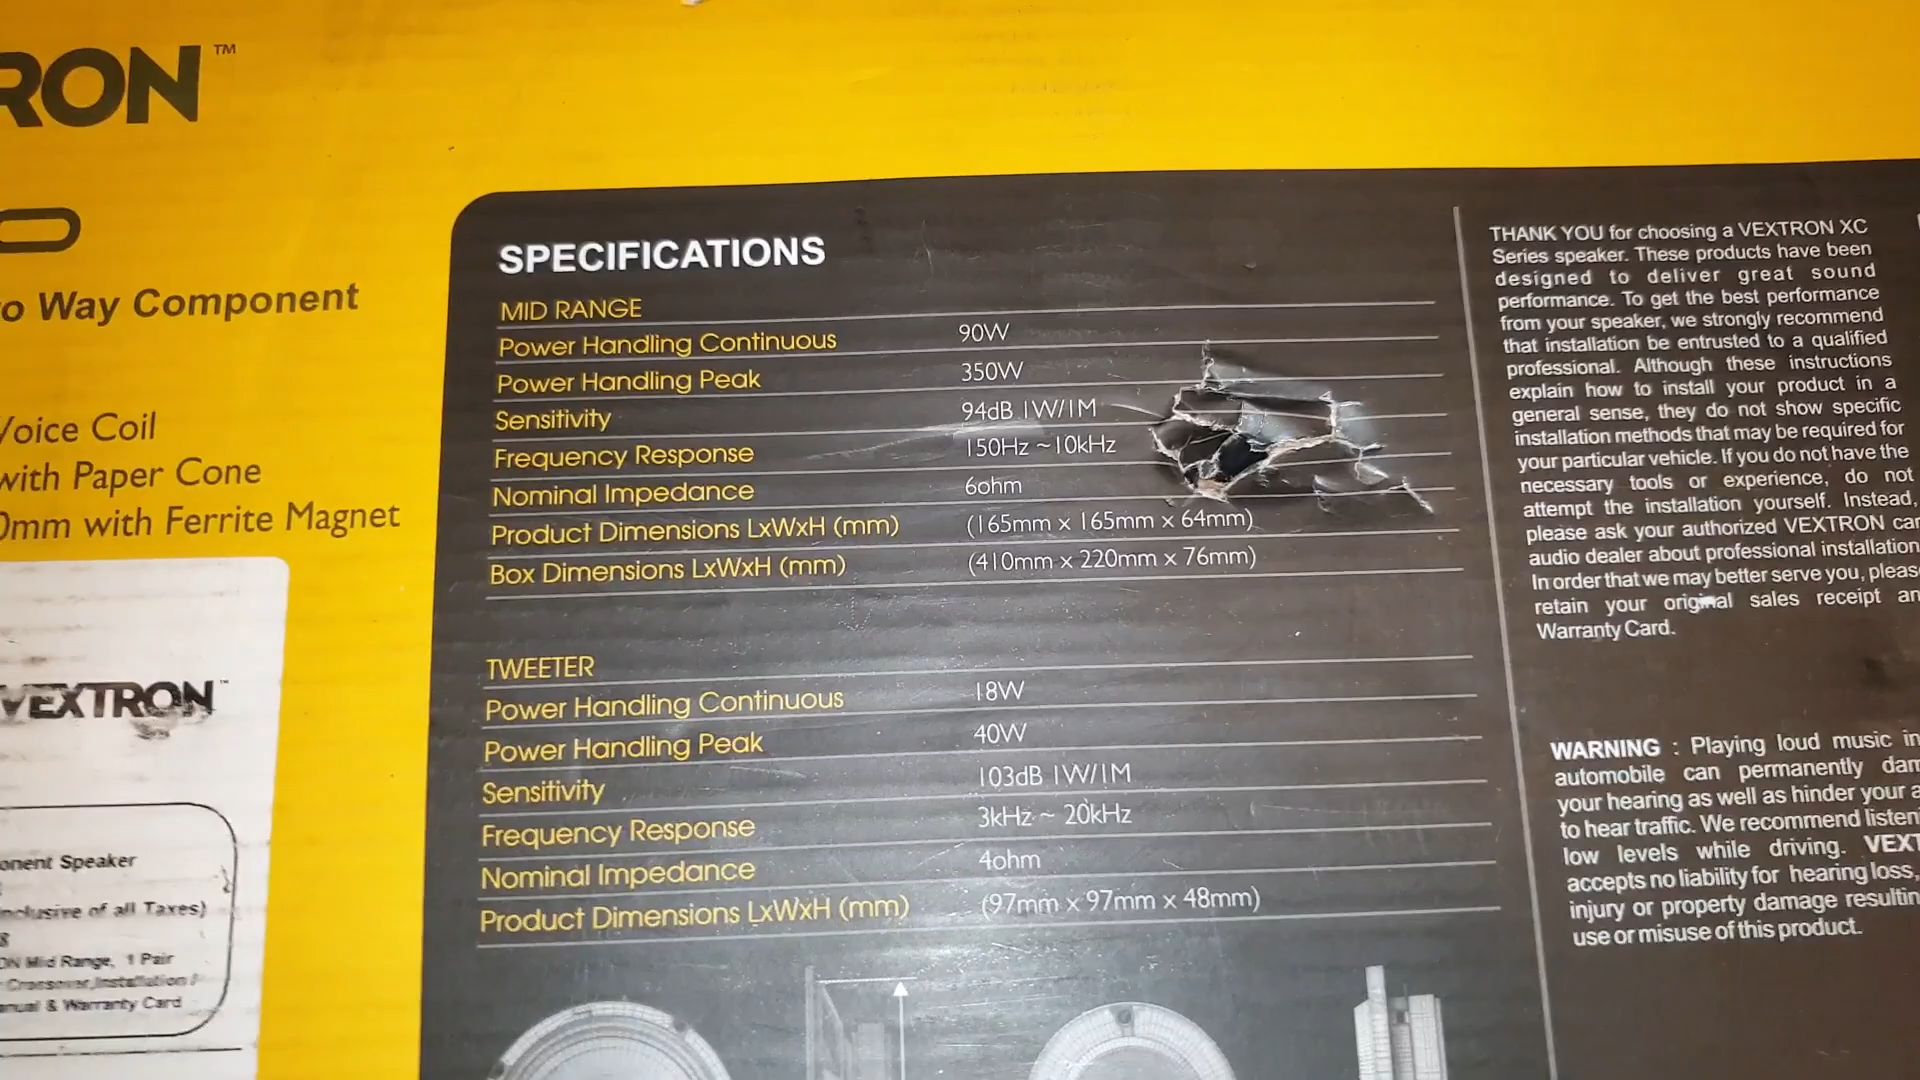 RON™
o Way Component
Voice Coil
with Paper Cone
0mm with Ferrite Magnet
VEXTRON™
onent Speaker
inclusive of all Taxes)
8
ON Mid Range, 1 Pair
Crossover, Installation /
anual & Warranty Card
SPECIFICATIONS
MID RANGE
Power Handling Continuous 90W
Power Handling Peak 350W
Sensitivity 94dB 1W/1M
Frequency Response 150Hz ~10kHz
Nominal Impedance 6ohm
Product Dimensions LxWxH (mm) (165mm x 165mm x 64mm)
Box Dimensions LxWxH (mm) (410mm x 220mm x 76mm)
TWEETER
Power Handling Continuous 18W
Power Handling Peak 40W
Sensitivity 103dB 1W/1M
Frequency Response 3kHz ~ 20kHz
Nominal Impedance 4ohm
Product Dimensions LxWxH (mm) (97mm x 97mm x 48mm)
THANK YOU for choosing a VEXTRON XC
Series speaker. These products have been
designed to deliver great sound
performance. To get the best performance
from your speaker, we strongly recommend
that installation be entrusted to a qualified
professional. Although these instructions
explain how to install your product in a
general sense, they do not show specific
installation methods that may be required for
your particular vehicle. If you do not have the
necessary tools or experience, do not
attempt the installation yourself. Instead,
please ask your authorized VEXTRON car
audio dealer about professional installation
In order that we may better serve you, please
retain your original sales receipt an
Warranty Card.
WARNING : Playing loud music in
automobile can permanently dam
your hearing as well as hinder your a
to hear traffic. We recommend listen
low levels while driving. VEXT
accepts no liability for hearing loss,
injury or property damage resultin
use or misuse of this product.